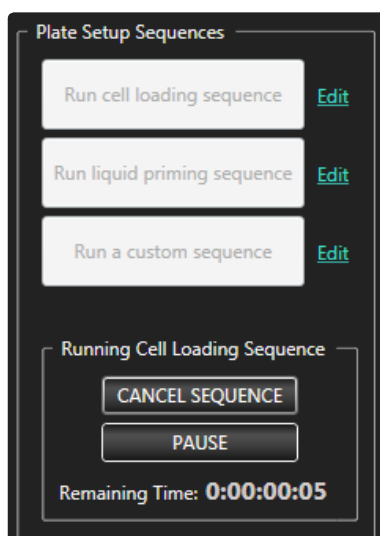 Plate Setup Sequences
Run cell loading sequence Edit
Run liquid priming sequence Edit
Run a custom sequence Edit
Running Cell Loading Sequence
CANCEL SEQUENCE
PAUSE
Remaining Time: 0:00:00:05